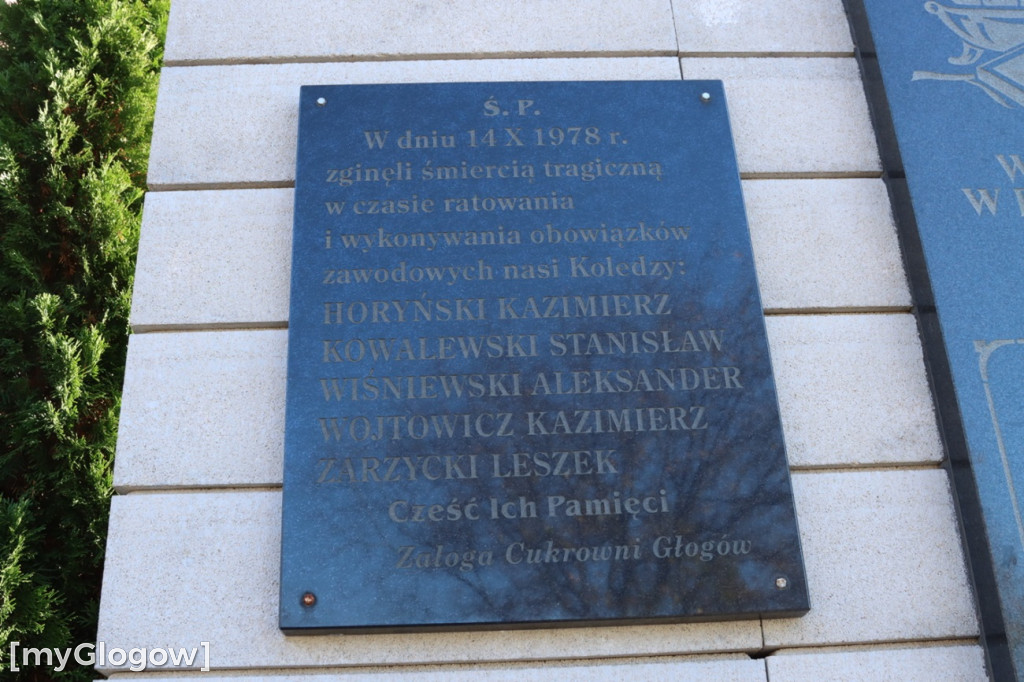 Ś. P.
W dniu 14 X 1978 r.
zginęli śmiercią tragiczną
w czasie ratowania
i wykonywania obowiązków
zawodowych nasi Koledzy:
HORYŃSKI KAZIMIERZ
KOWALEWSKI STANISŁAW
WIŚNIEWSKI ALEKSANDER
WOJTOWICZ KAZIMIERZ
ZARZYCKI LESZEK
Cześć Ich Pamięci
Załoga Cukrowni Głogów
W
W
[myGlogow]